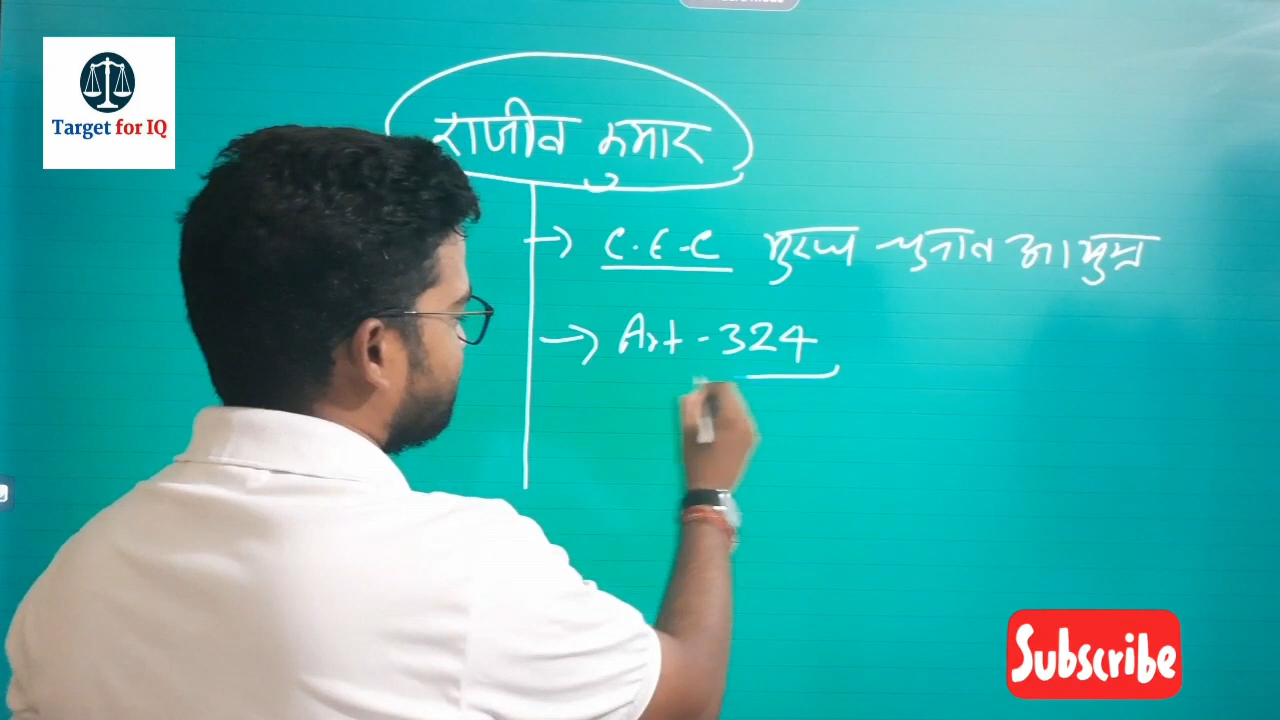 Target for IQ
राजीव कुमार
→ C.E.C मुख्य चुनाव आयुक्त
→ Art - 324
Subscribe